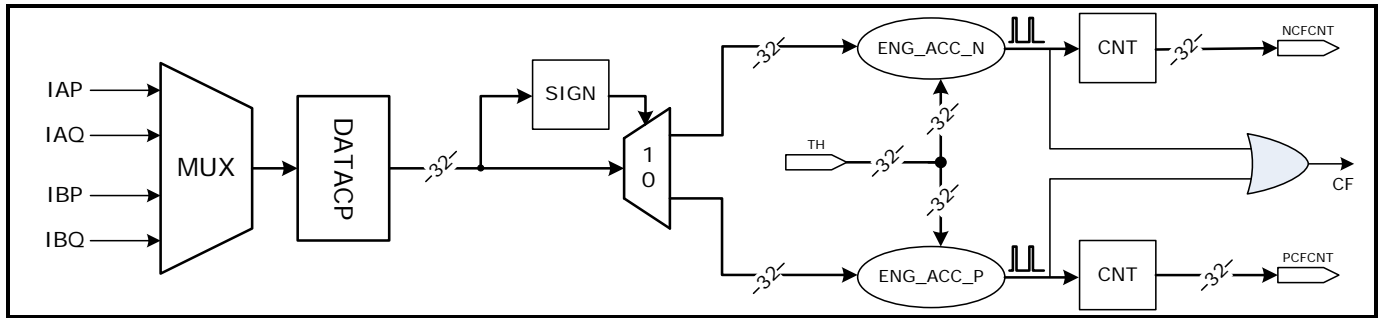 IAP
IAQ
IBP
IBQ
MUX
DATACP
-32-
SIGN
1
0
-32-
-32-
TH
-32-
-32-
-32-
ENG_ACC_N
ENG_ACC_P
CNT
-32-
NCFCNT
CF
CNT
-32-
PCFCNT